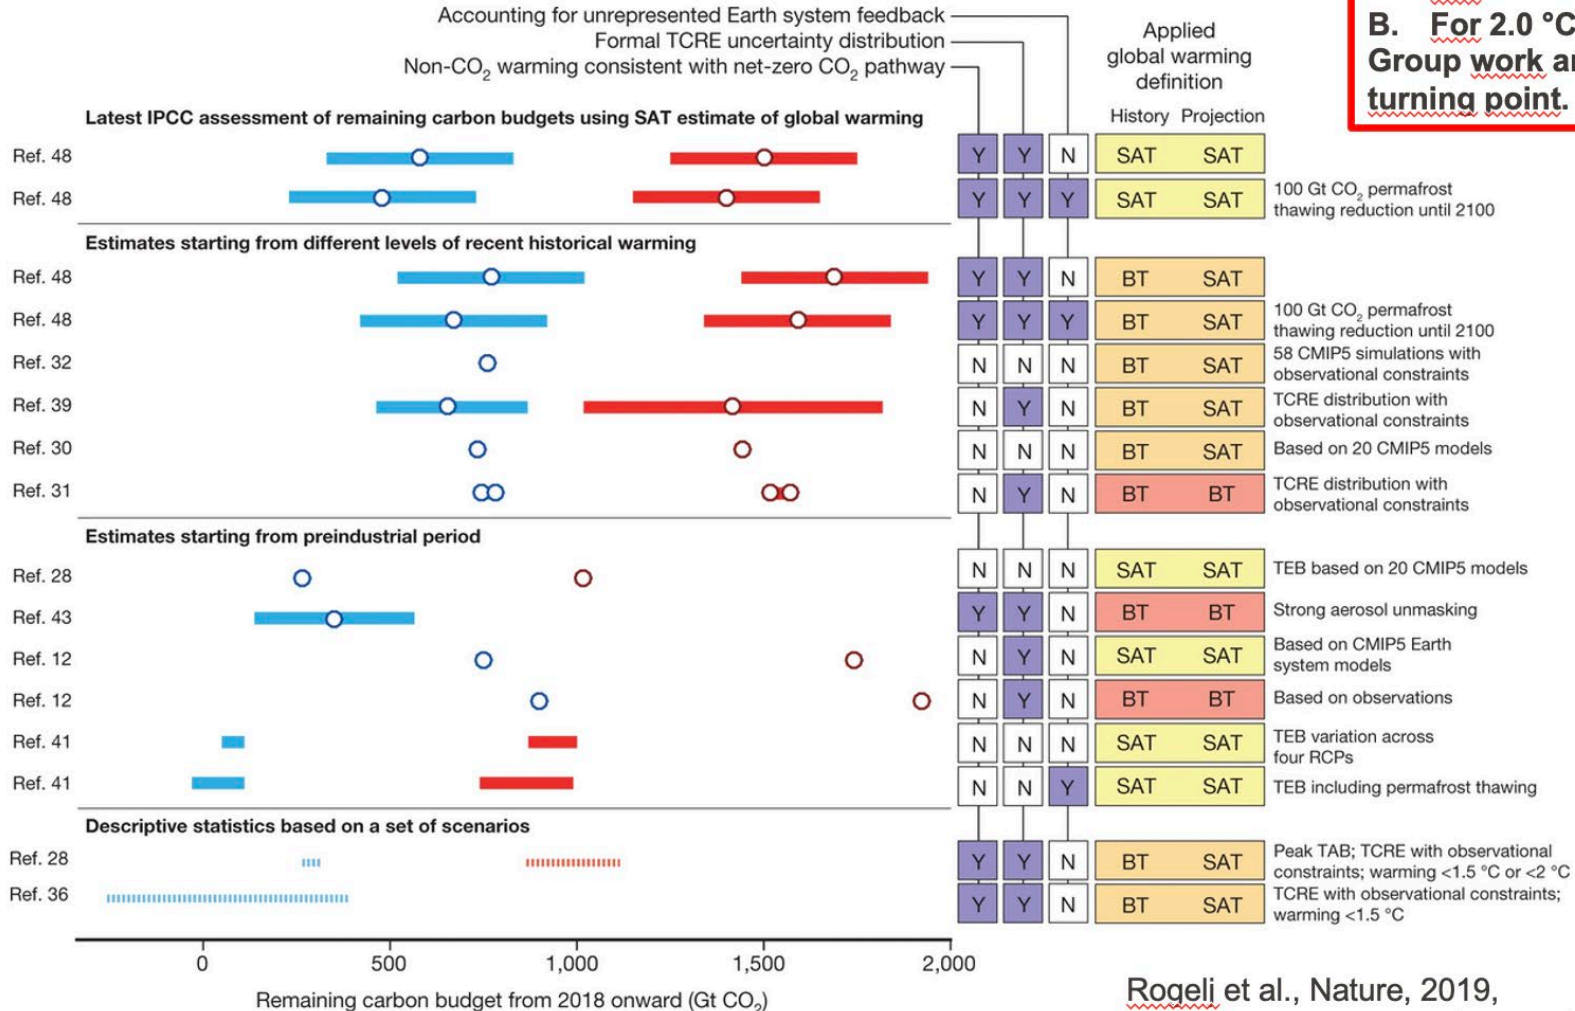 Accounting for unrepresented Earth system feedback
Formal TCRE uncertainty distribution
Non-CO₂ warming consistent with net-zero CO₂ pathway
Applied
global warming
definition
History Projection
B. For 2.0 °C
Group work an
turning point.
Latest IPCC assessment of remaining carbon budgets using SAT estimate of global warming
Ref. 48 Y Y N SAT SAT
Ref. 48 Y Y Y SAT SAT 100 Gt CO₂ permafrost
thawing reduction until 2100
Estimates starting from different levels of recent historical warming
Ref. 48 Y Y N BT SAT
Ref. 48 Y Y Y BT SAT 100 Gt CO₂ permafrost
thawing reduction until 2100
Ref. 32 N N N BT SAT 58 CMIP5 simulations with
observational constraints
Ref. 39 N Y N BT SAT TCRE distribution with
observational constraints
Ref. 30 N N N BT SAT Based on 20 CMIP5 models
Ref. 31 N Y N BT BT TCRE distribution with
observational constraints
Estimates starting from preindustrial period
Ref. 28 N N N SAT SAT TEB based on 20 CMIP5 models
Ref. 43 Y Y N BT BT Strong aerosol unmasking
Ref. 12 N Y N SAT SAT Based on CMIP5 Earth
system models
Ref. 12 N Y N BT BT Based on observations
Ref. 41 N N N SAT SAT TEB variation across
four RCPs
Ref. 41 N N Y SAT SAT TEB including permafrost thawing
Descriptive statistics based on a set of scenarios
Ref. 28 Y Y N BT SAT Peak TAB; TCRE with observational
constraints; warming <1.5 °C or <2 °C
Ref. 36 Y Y N BT SAT TCRE with observational constraints;
warming <1.5 °C
0 500 1,000 1,500 2,000
Remaining carbon budget from 2018 onward (Gt CO₂)
Rogelj et al., Nature, 2019,